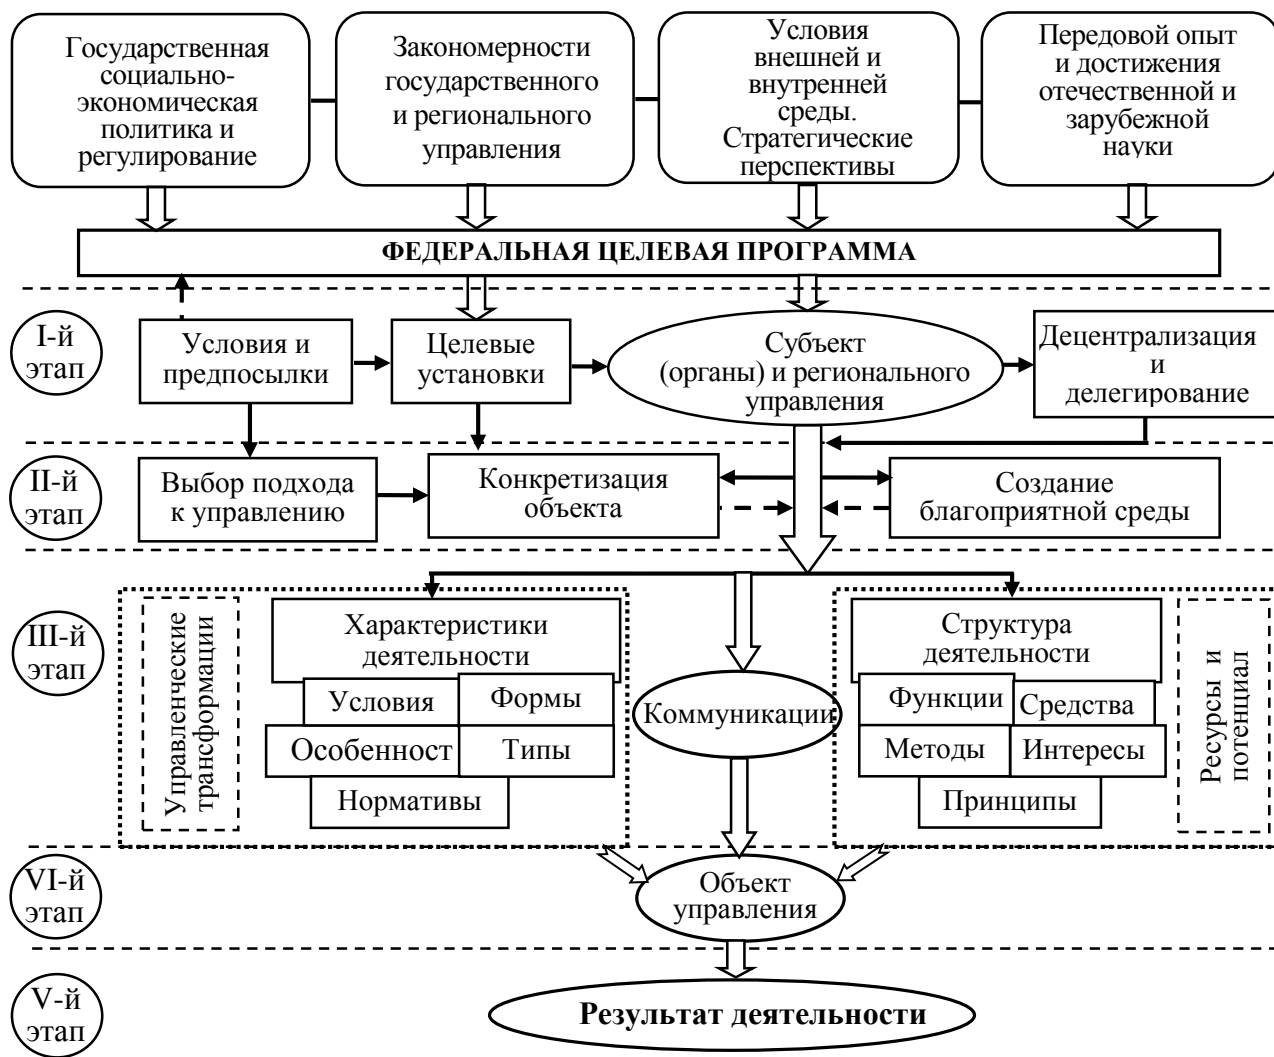 Государственная
социально-
экономическая
политика и
регулирование
Закономерности
государственного
и регионального
управления
Условия
внешней и
внутренней
среды.
Стратегические
перспективы
Передовой опыт
и достижения
отечественной и
зарубежной
науки
ФЕДЕРАЛЬНАЯ ЦЕЛЕВАЯ ПРОГРАММА
I-й
этап
Условия и
предпосылки
Целевые
установки
Субъект
(органы) и регионального
управления
Децентрализация
и
делегирование
II-й
этап
Выбор подхода
к управлению
Конкретизация
объекта
Создание
благоприятной среды
III-й
этап
Управленческие
трансформации
Характеристики
деятельности
Условия
Формы
Особенност
Типы
Нормативы
Коммуникации
Структура
деятельности
Функции
Средства
Методы
Интересы
Принципы
Ресурсы и
потенциал
VI-й
этап
Объект
управления
V-й
этап
Результат деятельности